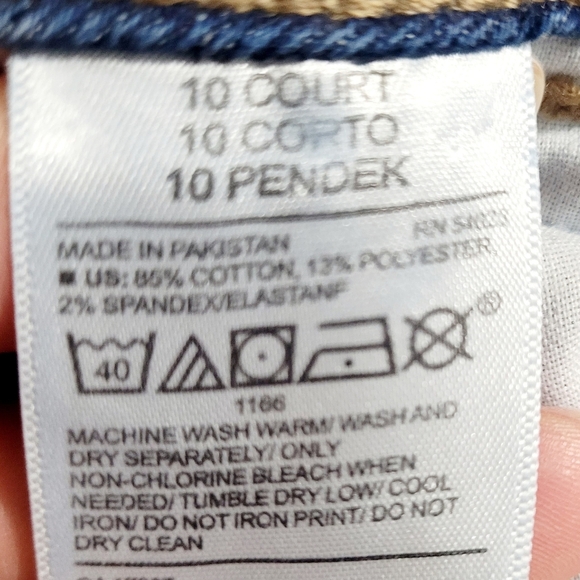 10 COURT
10 CORTO
10 PENDEK
RN 54023
MADE IN PAKISTAN
US: 85% COTTON, 13% POLYESTER,
2% SPANDEX/ELASTANE
40
1166
MACHINE WASH WARM/ WASH AND
DRY SEPARATELY/ ONLY
NON-CHLORINE BLEACH WHEN
NEEDED/ TUMBLE DRY LOW/ COOL
IRON/ DO NOT IRON PRINT/ DO NOT
DRY CLEAN